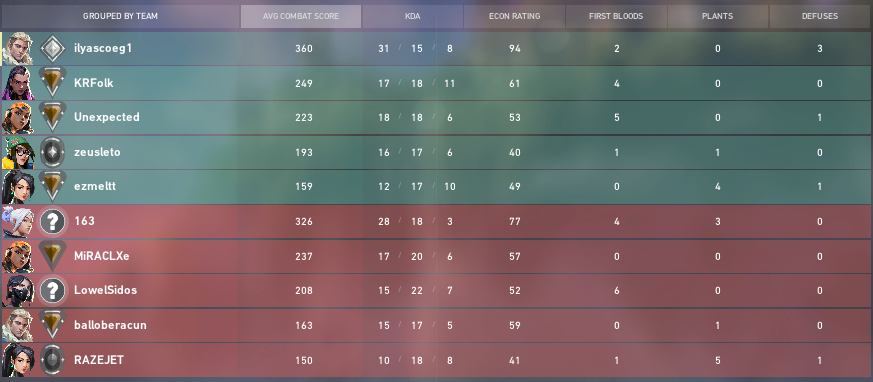 GROUPED BY TEAM AVG COMBAT SCORE KDA ECON RATING FIRST BLOODS PLANTS DEFUSES
ilyascoeg1 360 31 / 15 / 8 94 2 0 3
KRFolk 249 17 / 18 / 11 61 4 0 0
Unexpected 223 18 / 18 / 6 53 5 0 1
zeusleto 193 16 / 17 / 6 40 1 1 0
ezmeltt 159 12 / 17 / 10 49 0 4 1
? 163 326 28 / 18 / 3 77 4 3 0
MiRACLXe 237 17 / 20 / 6 57 0 0 0
? LowelSidos 208 15 / 22 / 7 52 6 0 0
balloberacun 163 15 / 17 / 5 59 0 1 0
RAZEJET 150 10 / 18 / 8 41 1 5 1